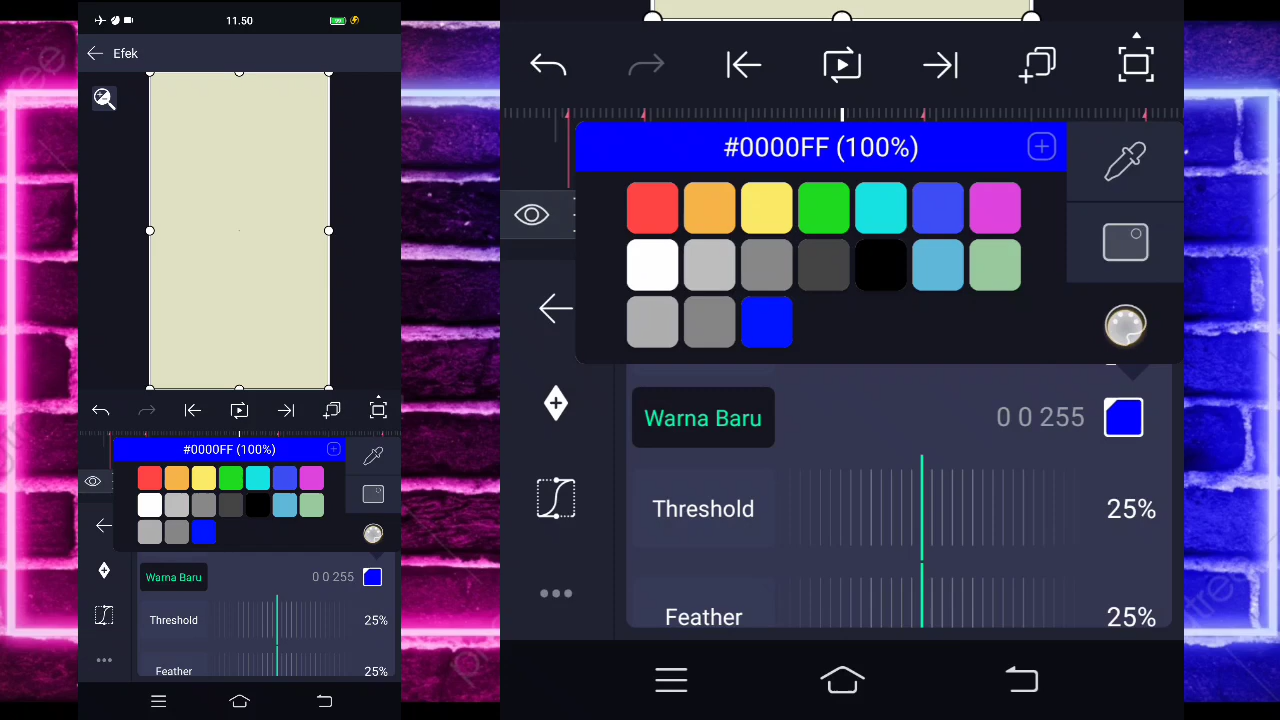 11.50
Efek
#0000FF (100%)
Warna Baru
0 0 255
Threshold
25%
Feather
25%
#0000FF (100%)
Warna Baru
0 0 255
Threshold
25%
Feather
25%